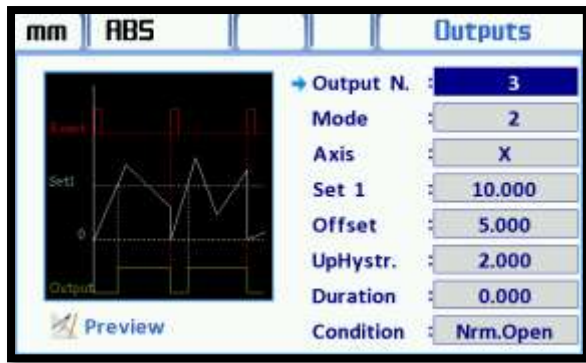 mm ABS Outputs
Output N. : 3
Mode : 2
Axis : X
Set 1 : 10.000
Offset : 5.000
UpHystr. : 2.000
Duration : 0.000
Condition : Nrm.Open
Reset
Set1
0
Output
Preview